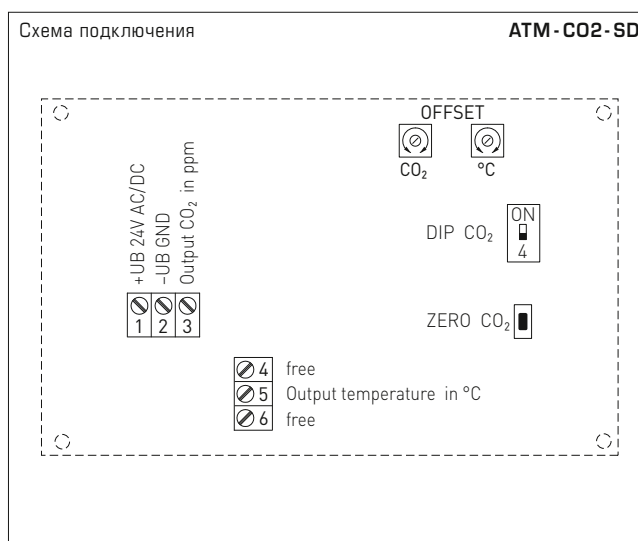 Схема подключения
ATM-CO2-SD
OFFSET
CO₂
°C
+UB 24V AC/DC
-UB GND
Output CO₂ in ppm
1
2
3
DIP CO₂
ON
4
ZERO CO₂
4 free
5 Output temperature in °C
6 free